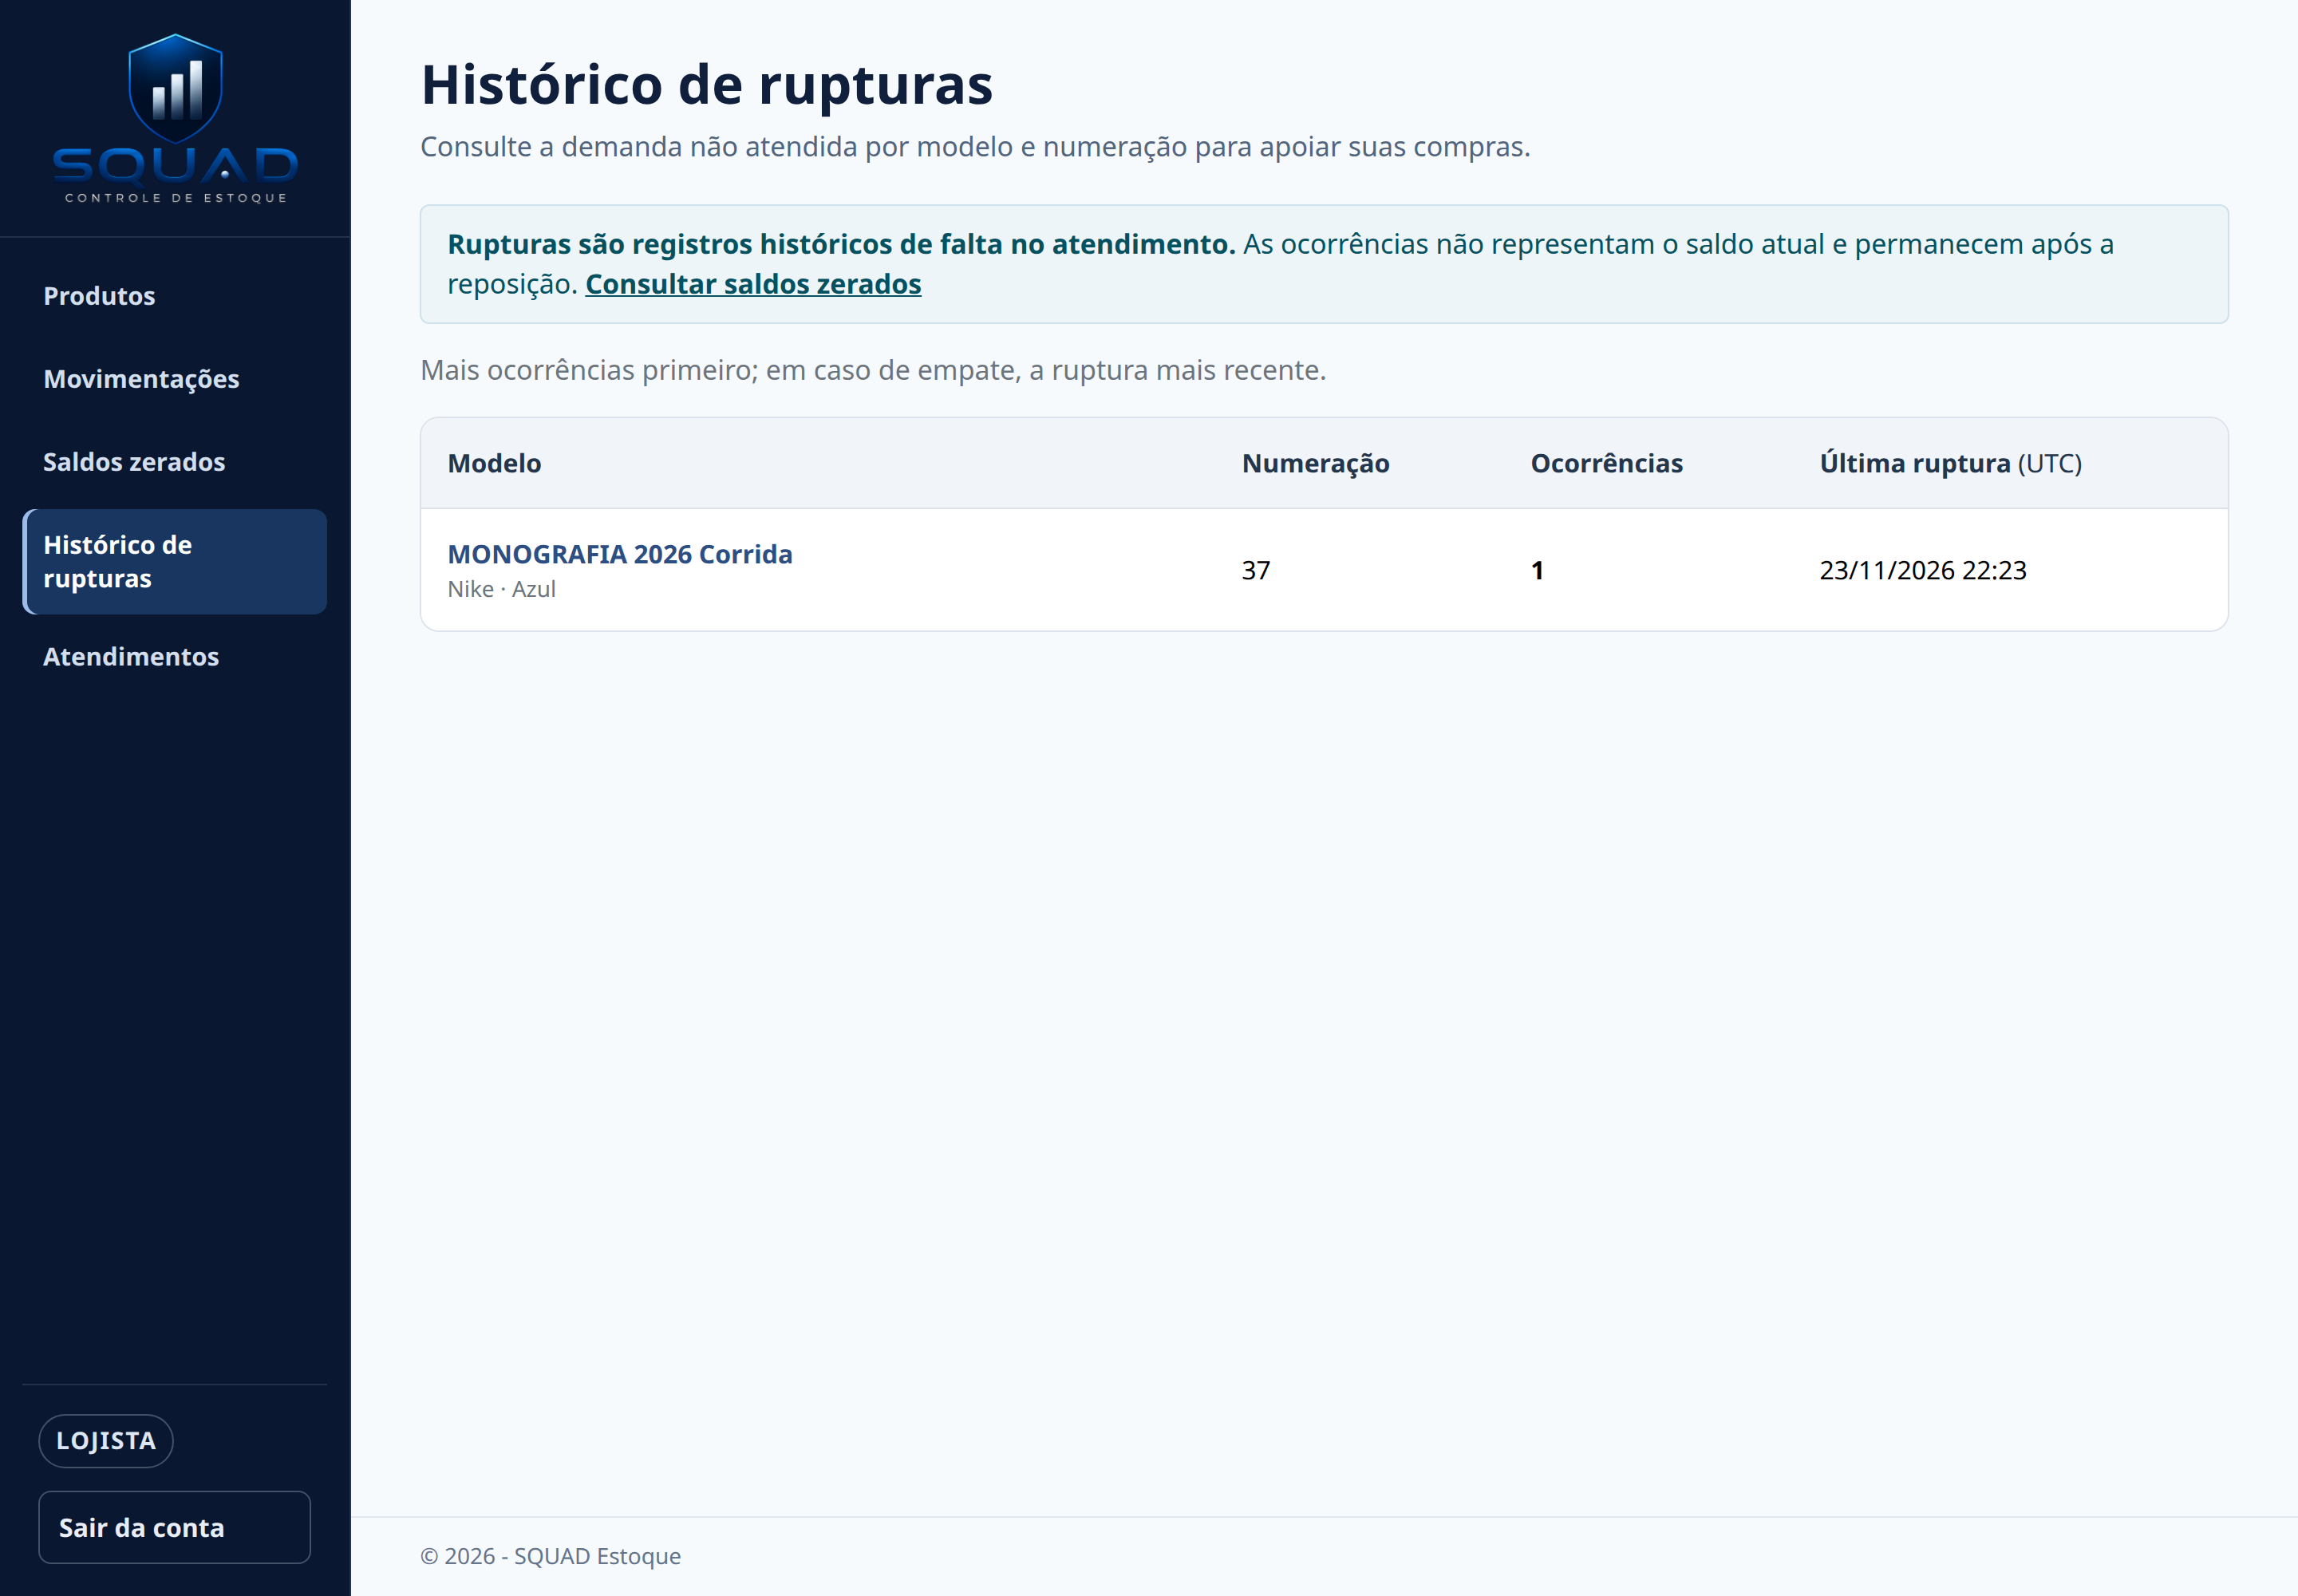 SQUAD
CONTROLE DE ESTOQUE
Produtos
Movimentações
Saldos zerados
Histórico de
rupturas
Atendimentos
LOJISTA
Sair da conta
Histórico de rupturas
Consulte a demanda não atendida por modelo e numeração para apoiar suas compras.
Rupturas são registros históricos de falta no atendimento. As ocorrências não representam o saldo atual e permanecem após a
reposição. Consultar saldos zerados
Mais ocorrências primeiro; em caso de empate, a ruptura mais recente.
Modelo Numeração Ocorrências Última ruptura (UTC)
MONOGRAFIA 2026 Corrida
Nike · Azul
37 1 23/11/2026 22:23
© 2026 - SQUAD Estoque